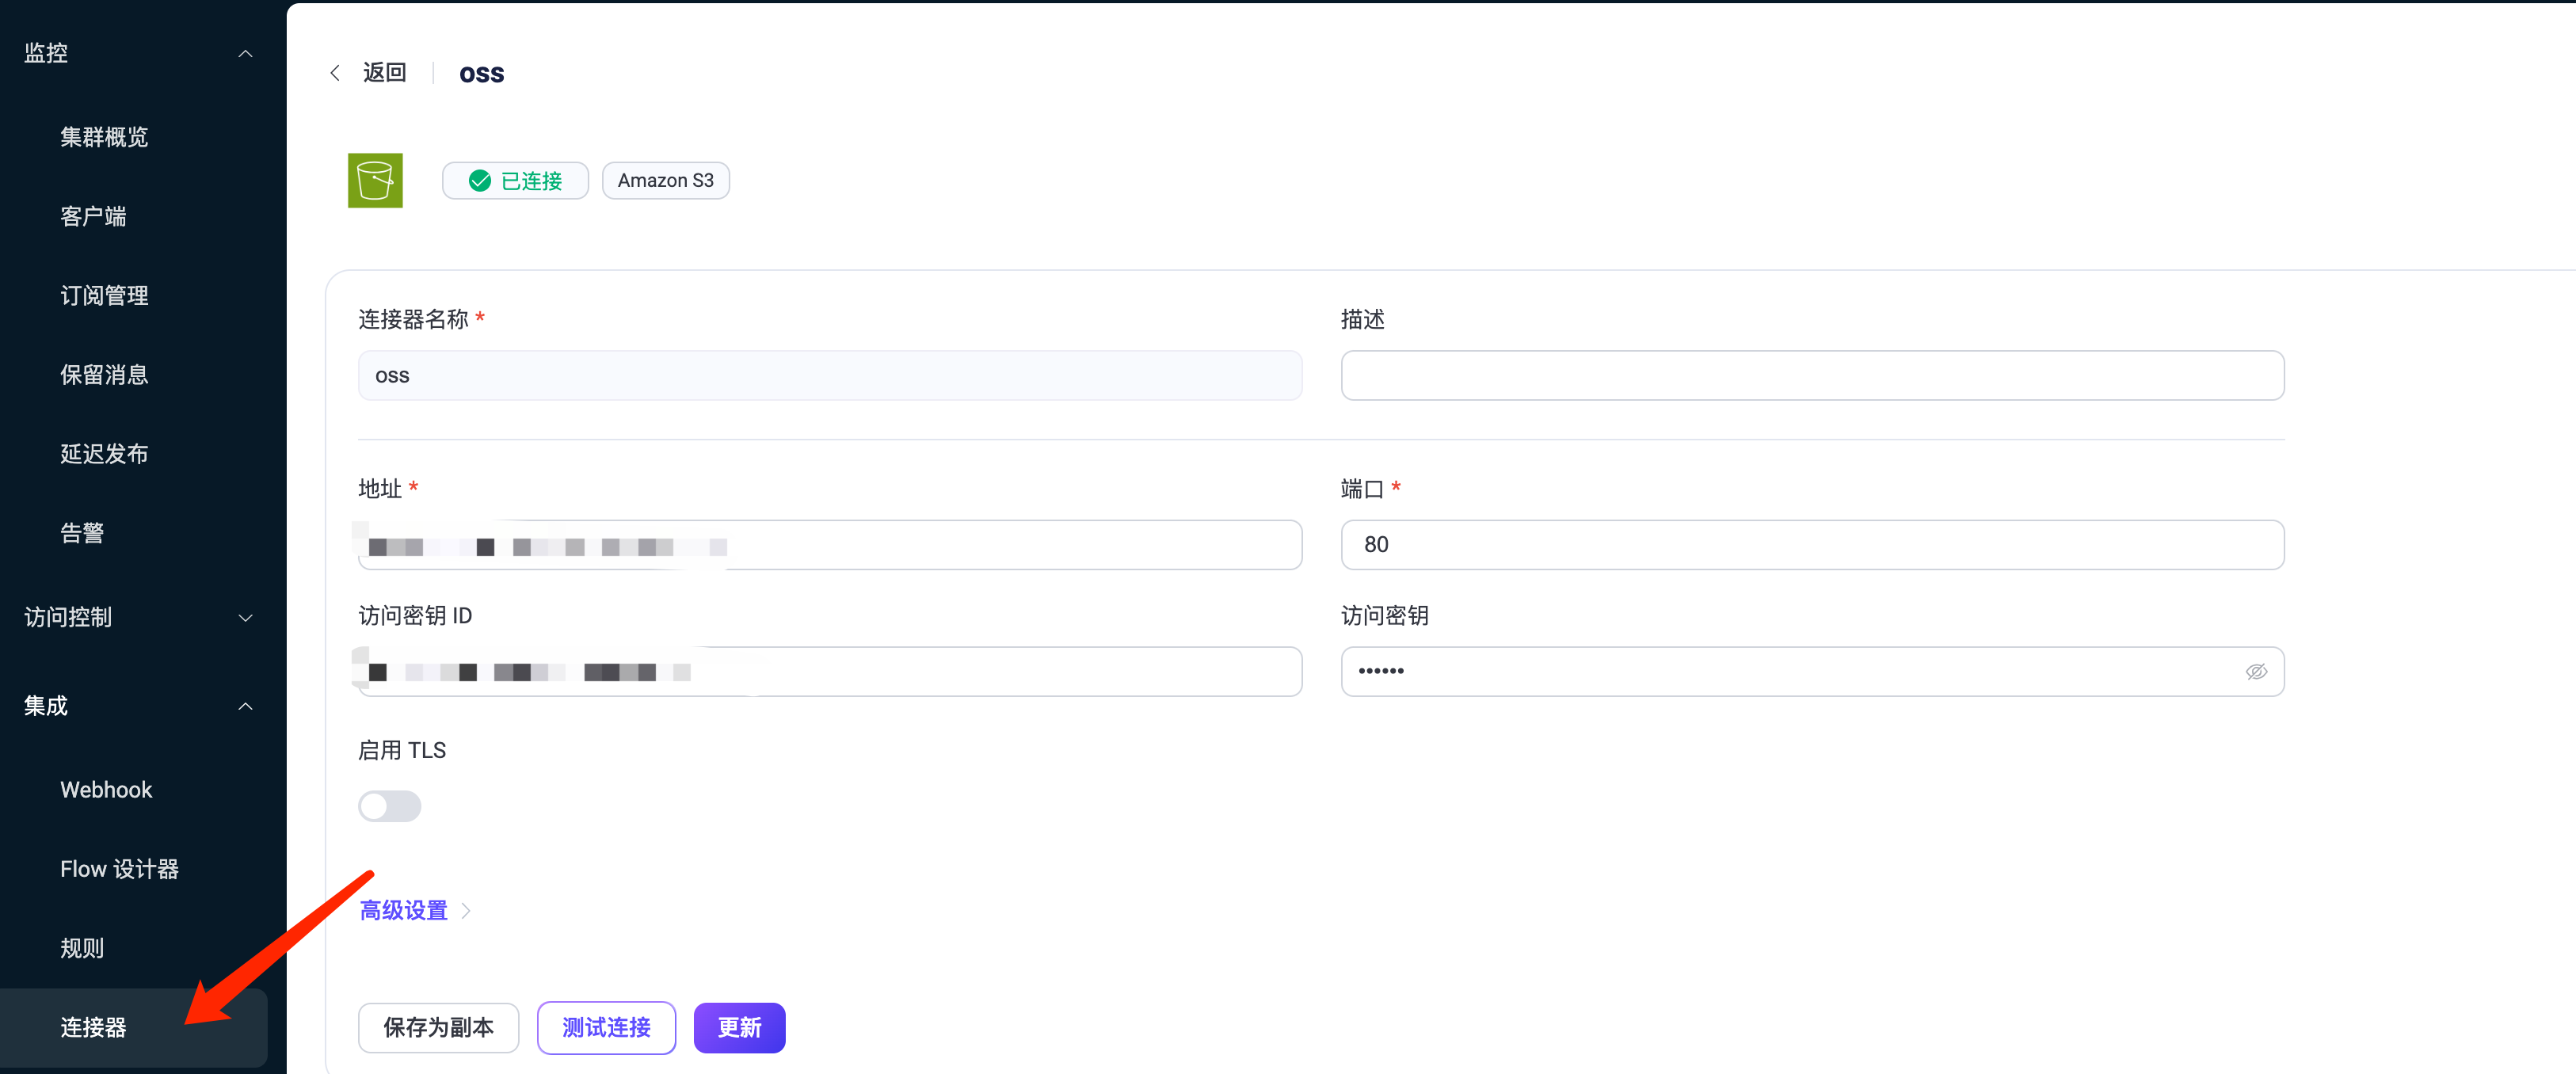 监控
集群概览
客户端
订阅管理
保留消息
延迟发布
告警
访问控制
集成
Webhook
Flow 设计器
规则
连接器
返回
oss
已连接
Amazon S3
连接器名称 *
描述
oss
地址 *
端口 *
80
访问密钥 ID
访问密钥
••••••
启用 TLS
高级设置
保存为副本
测试连接
更新